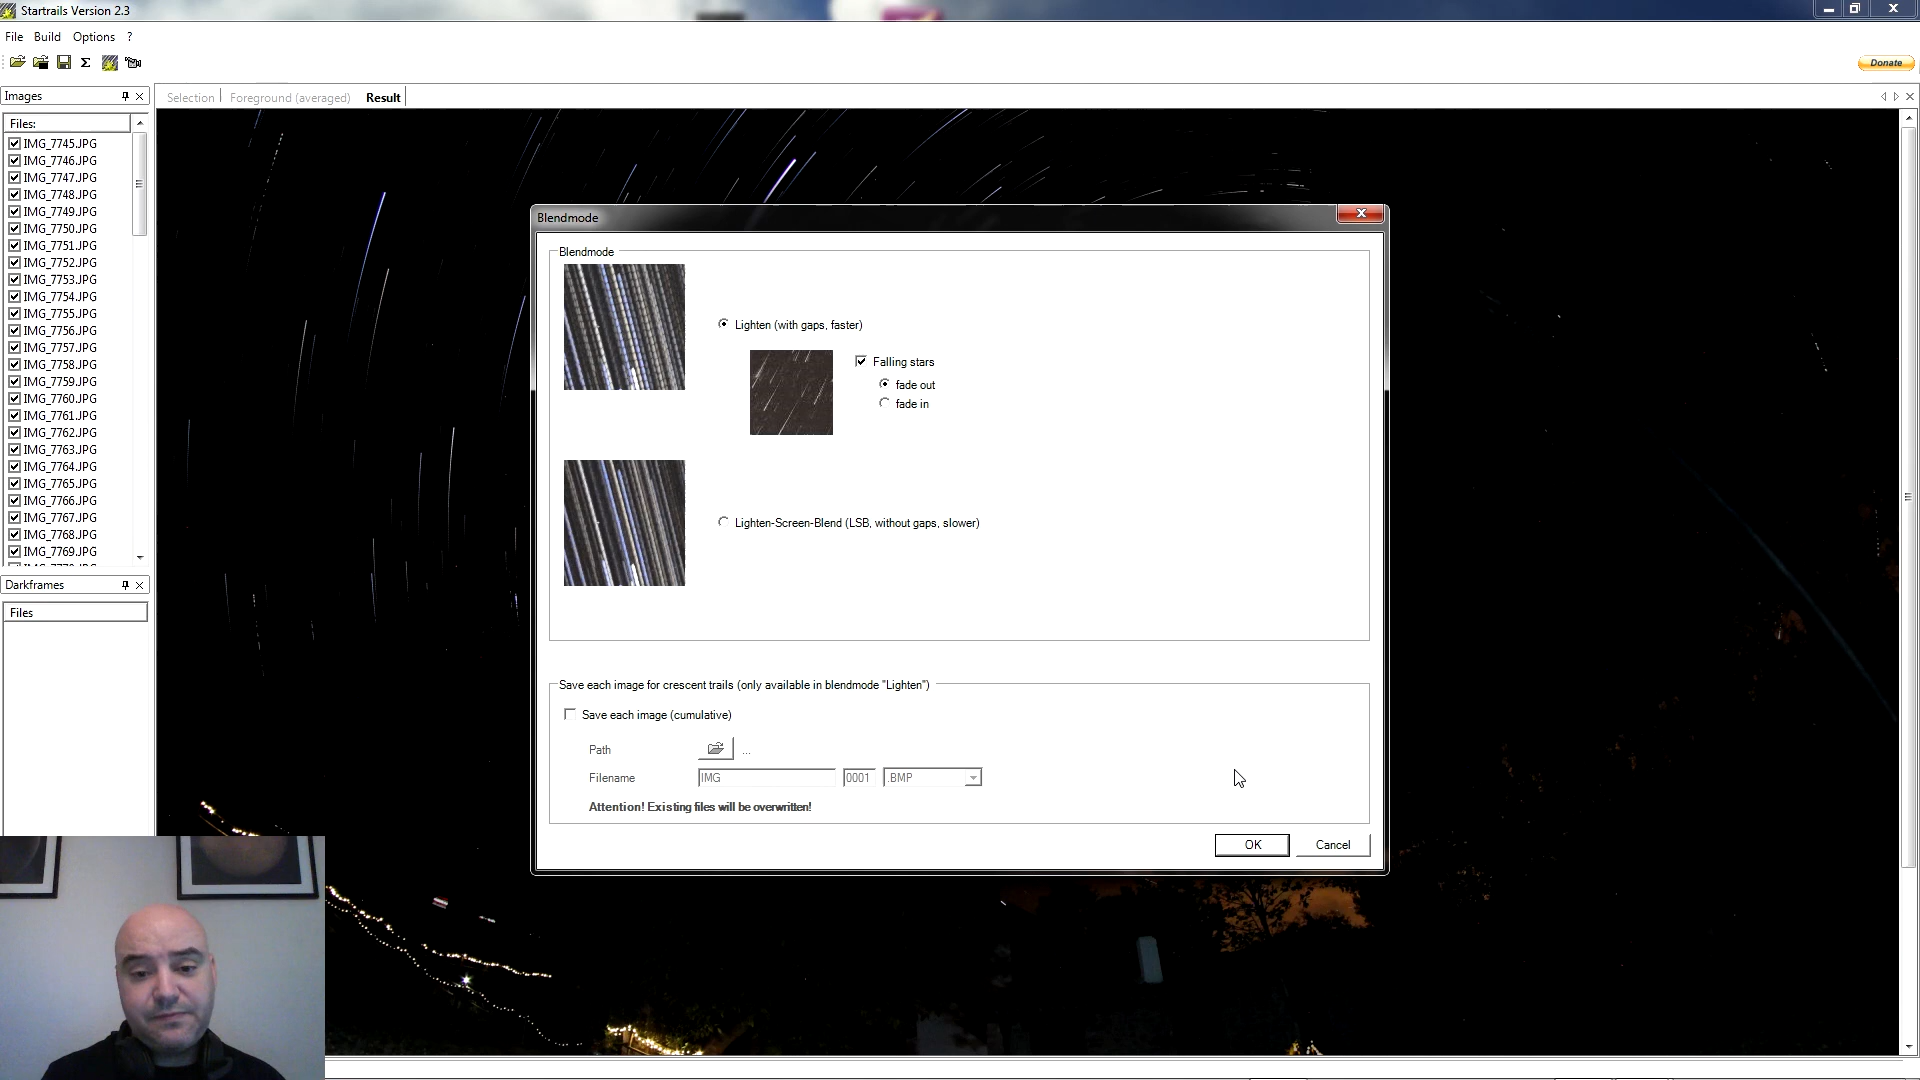 Startrails Version 2.3
File Build Options ?
Σ
Donate
Images
Selection Foreground (averaged) Result
Files:
IMG_7745.JPG
IMG_7746.JPG
IMG_7747.JPG
IMG_7748.JPG
IMG_7749.JPG
IMG_7750.JPG
IMG_7751.JPG
IMG_7752.JPG
IMG_7753.JPG
IMG_7754.JPG
IMG_7755.JPG
IMG_7756.JPG
IMG_7757.JPG
IMG_7758.JPG
IMG_7759.JPG
IMG_7760.JPG
IMG_7761.JPG
IMG_7762.JPG
IMG_7763.JPG
IMG_7764.JPG
IMG_7765.JPG
IMG_7766.JPG
IMG_7767.JPG
IMG_7768.JPG
IMG_7769.JPG
Darkframes
Files
Blendmode
Blendmode
Lighten (with gaps, faster)
Falling stars
fade out
fade in
Lighten-Screen-Blend (LSB, without gaps, slower)
Save each image for crescent trails (only available in blendmode "Lighten")
Save each image (cumulative)
Path ...
Filename IMG 0001 .BMP
Attention! Existing files will be overwritten!
OK Cancel